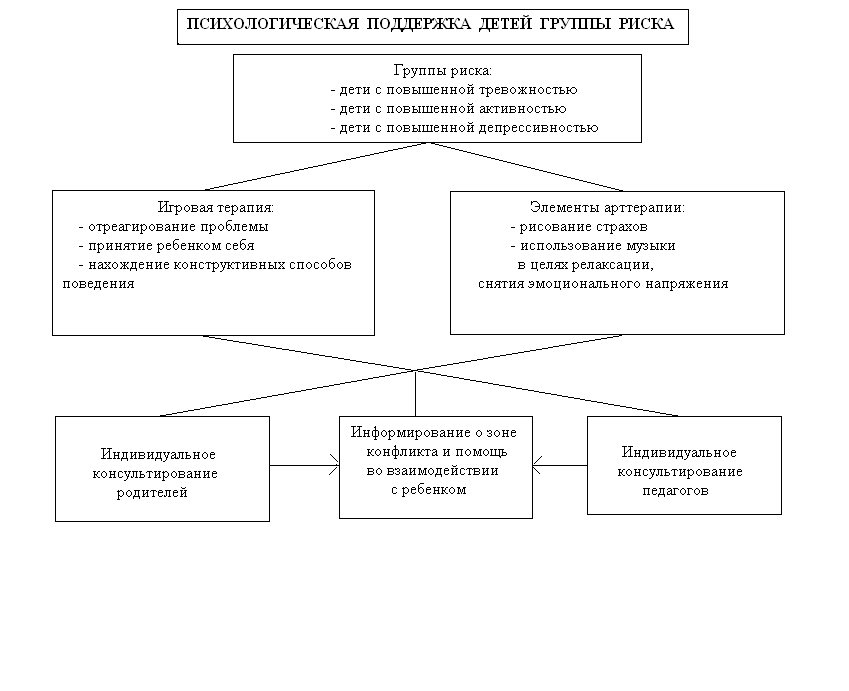 ПСИХОЛОГИЧЕСКАЯ ПОДДЕРЖКА ДЕТЕЙ ГРУППЫ РИСКА
Группы риска:
- дети с повышенной тревожностью
- дети с повышенной активностью
- дети с повышенной депрессивностью
Игровая терапия:
- отреагирование проблемы
- принятие ребенком себя
- нахождение конструктивных способов
поведения
Элементы арттерапии:
- рисование страхов
- использование музыки
в целях релаксации,
снятия эмоционального напряжения
Индивидуальное
консультирование
родителей
Информирование о зоне
конфликта и помощь
во взаимодействии
с ребенком
Индивидуальное
консультирование
педагогов